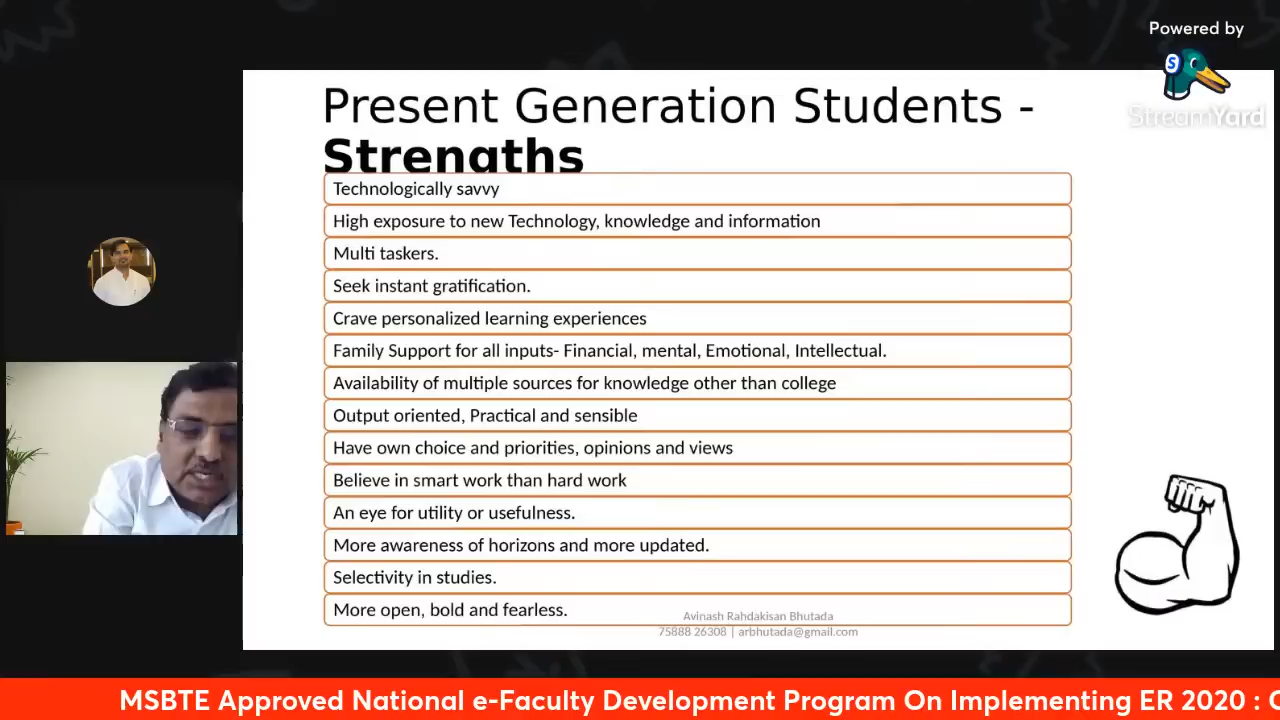 Powered by
S
StreamYard
Present Generation Students -
Strengths
Technologically savvy
High exposure to new Technology, knowledge and information
Multi taskers.
Seek instant gratification.
Crave personalized learning experiences
Family Support for all inputs- Financial, mental, Emotional, Intellectual.
Availability of multiple sources for knowledge other than college
Output oriented, Practical and sensible
Have own choice and priorities, opinions and views
Believe in smart work than hard work
An eye for utility or usefulness.
More awareness of horizons and more updated.
Selectivity in studies.
More open, bold and fearless.
Avinash Rahdakisan Bhutada
75888 26308 | arbhutada@gmail.com
MSBTE Approved National e-Faculty Development Program On Implementing ER 2020 :